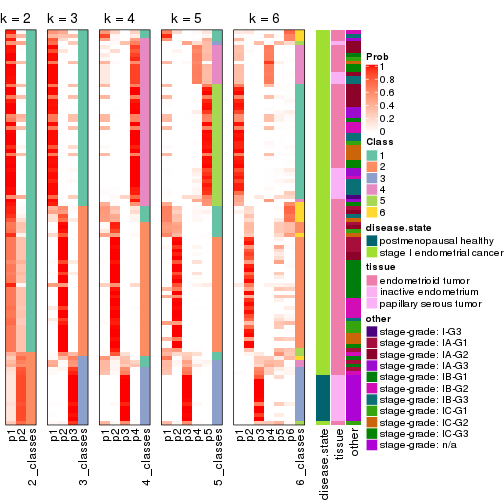 k = 2 k = 3 k = 4 k = 5 k = 6
Prob
1
0.8
0.6
0.4
0.2
0
Class
1
2
3
4
5
6
disease.state
postmenopausal healthy
stage I endometrial cancer
tissue
endometrioid tumor
inactive endometrium
papillary serous tumor
other
stage-grade: I-G3
stage-grade: IA-G1
stage-grade: IA-G2
stage-grade: IA-G3
stage-grade: IB-G1
stage-grade: IB-G2
stage-grade: IB-G3
stage-grade: IC-G1
stage-grade: IC-G2
stage-grade: IC-G3
stage-grade: n/a
p1
p2
2_classes
p1
p2
p3
3_classes
p1
p2
p3
p4
4_classes
p1
p2
p3
p4
p5
5_classes
p1
p2
p3
p4
p5
p6
6_classes
disease.state
tissue
other